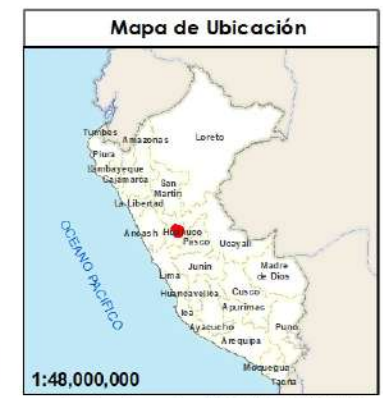 Mapa de Ubicación
Tumbes
Amazonas
Loreto
Piura
Lambayeque
Cajamarca
San
Martín
La Libertad
Ancash
Huánuco
Pasco
Ucayali
OCEANO PACIFICO
Lima
Junín
Madre
de Dios
Huancavelica
Cusco
Ica
Apurimac
Ayacucho
Puno
Arequipa
Moquegua
Tacna
1:48,000,000